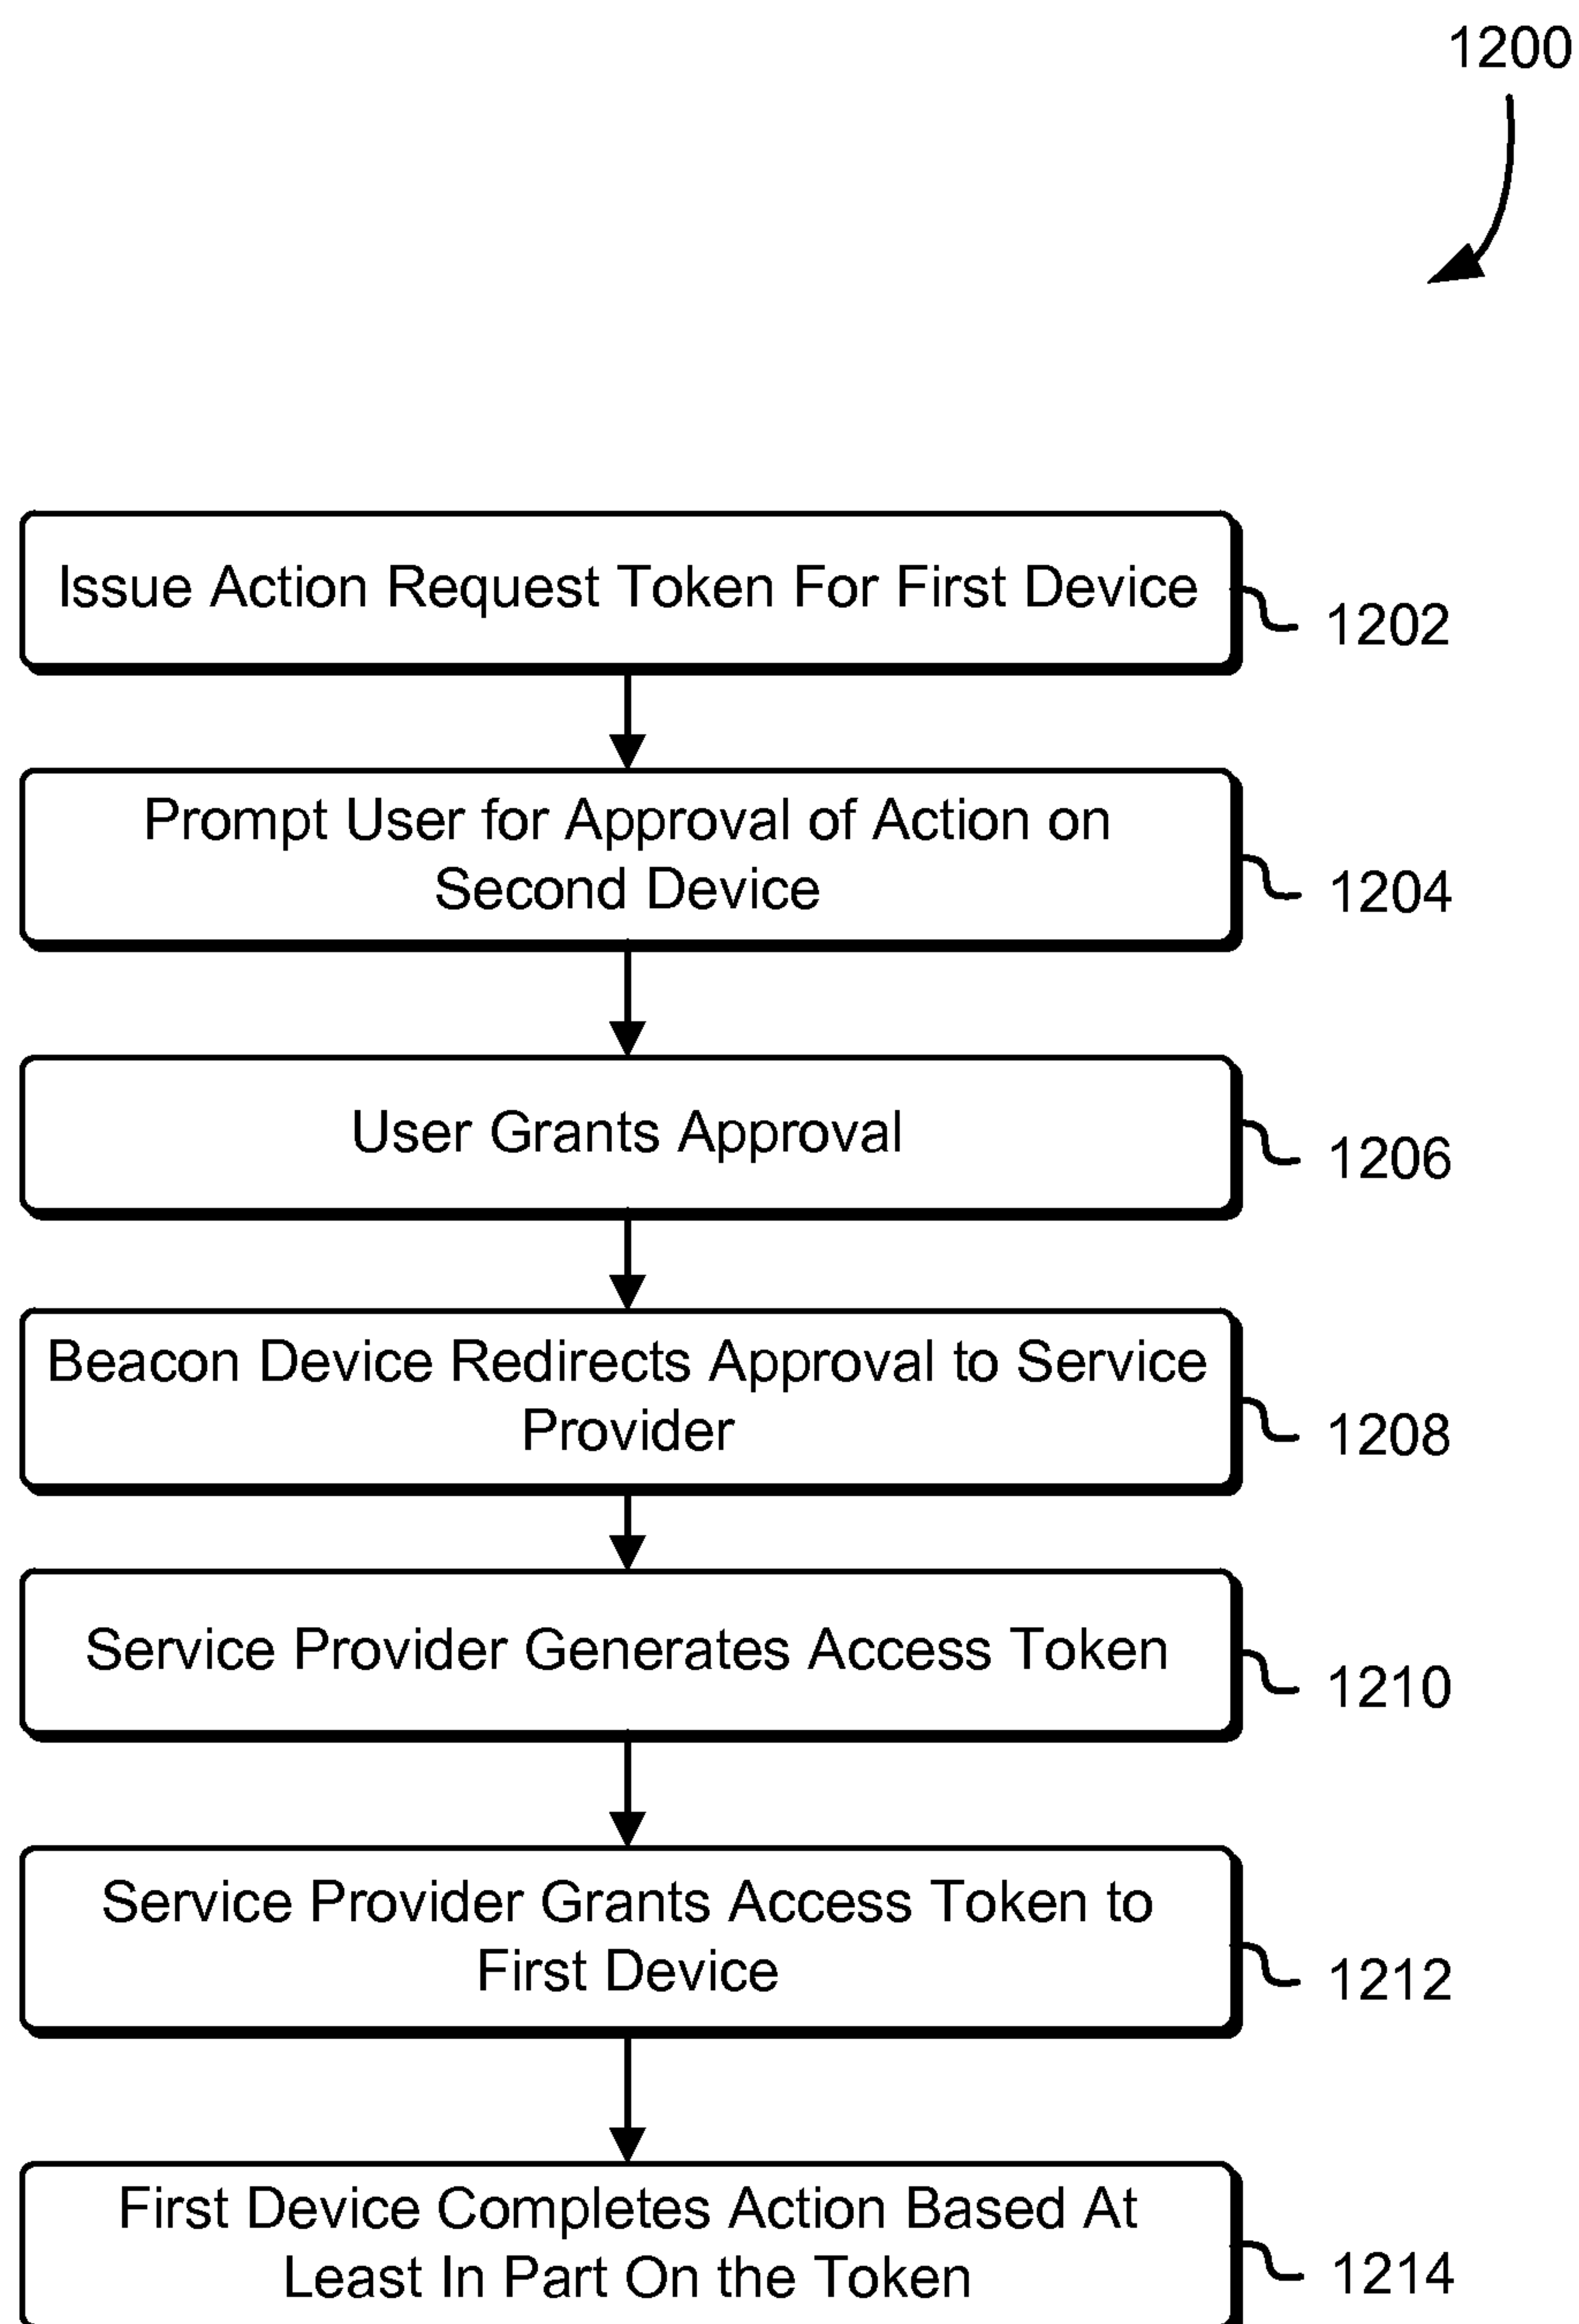 1200
Issue Action Request Token For First Device
1202
Prompt User for Approval of Action on
Second Device
1204
User Grants Approval
1206
Beacon Device Redirects Approval to Service
Provider
1208
Service Provider Generates Access Token
1210
Service Provider Grants Access Token to
First Device
1212
First Device Completes Action Based At
Least In Part On the Token
1214